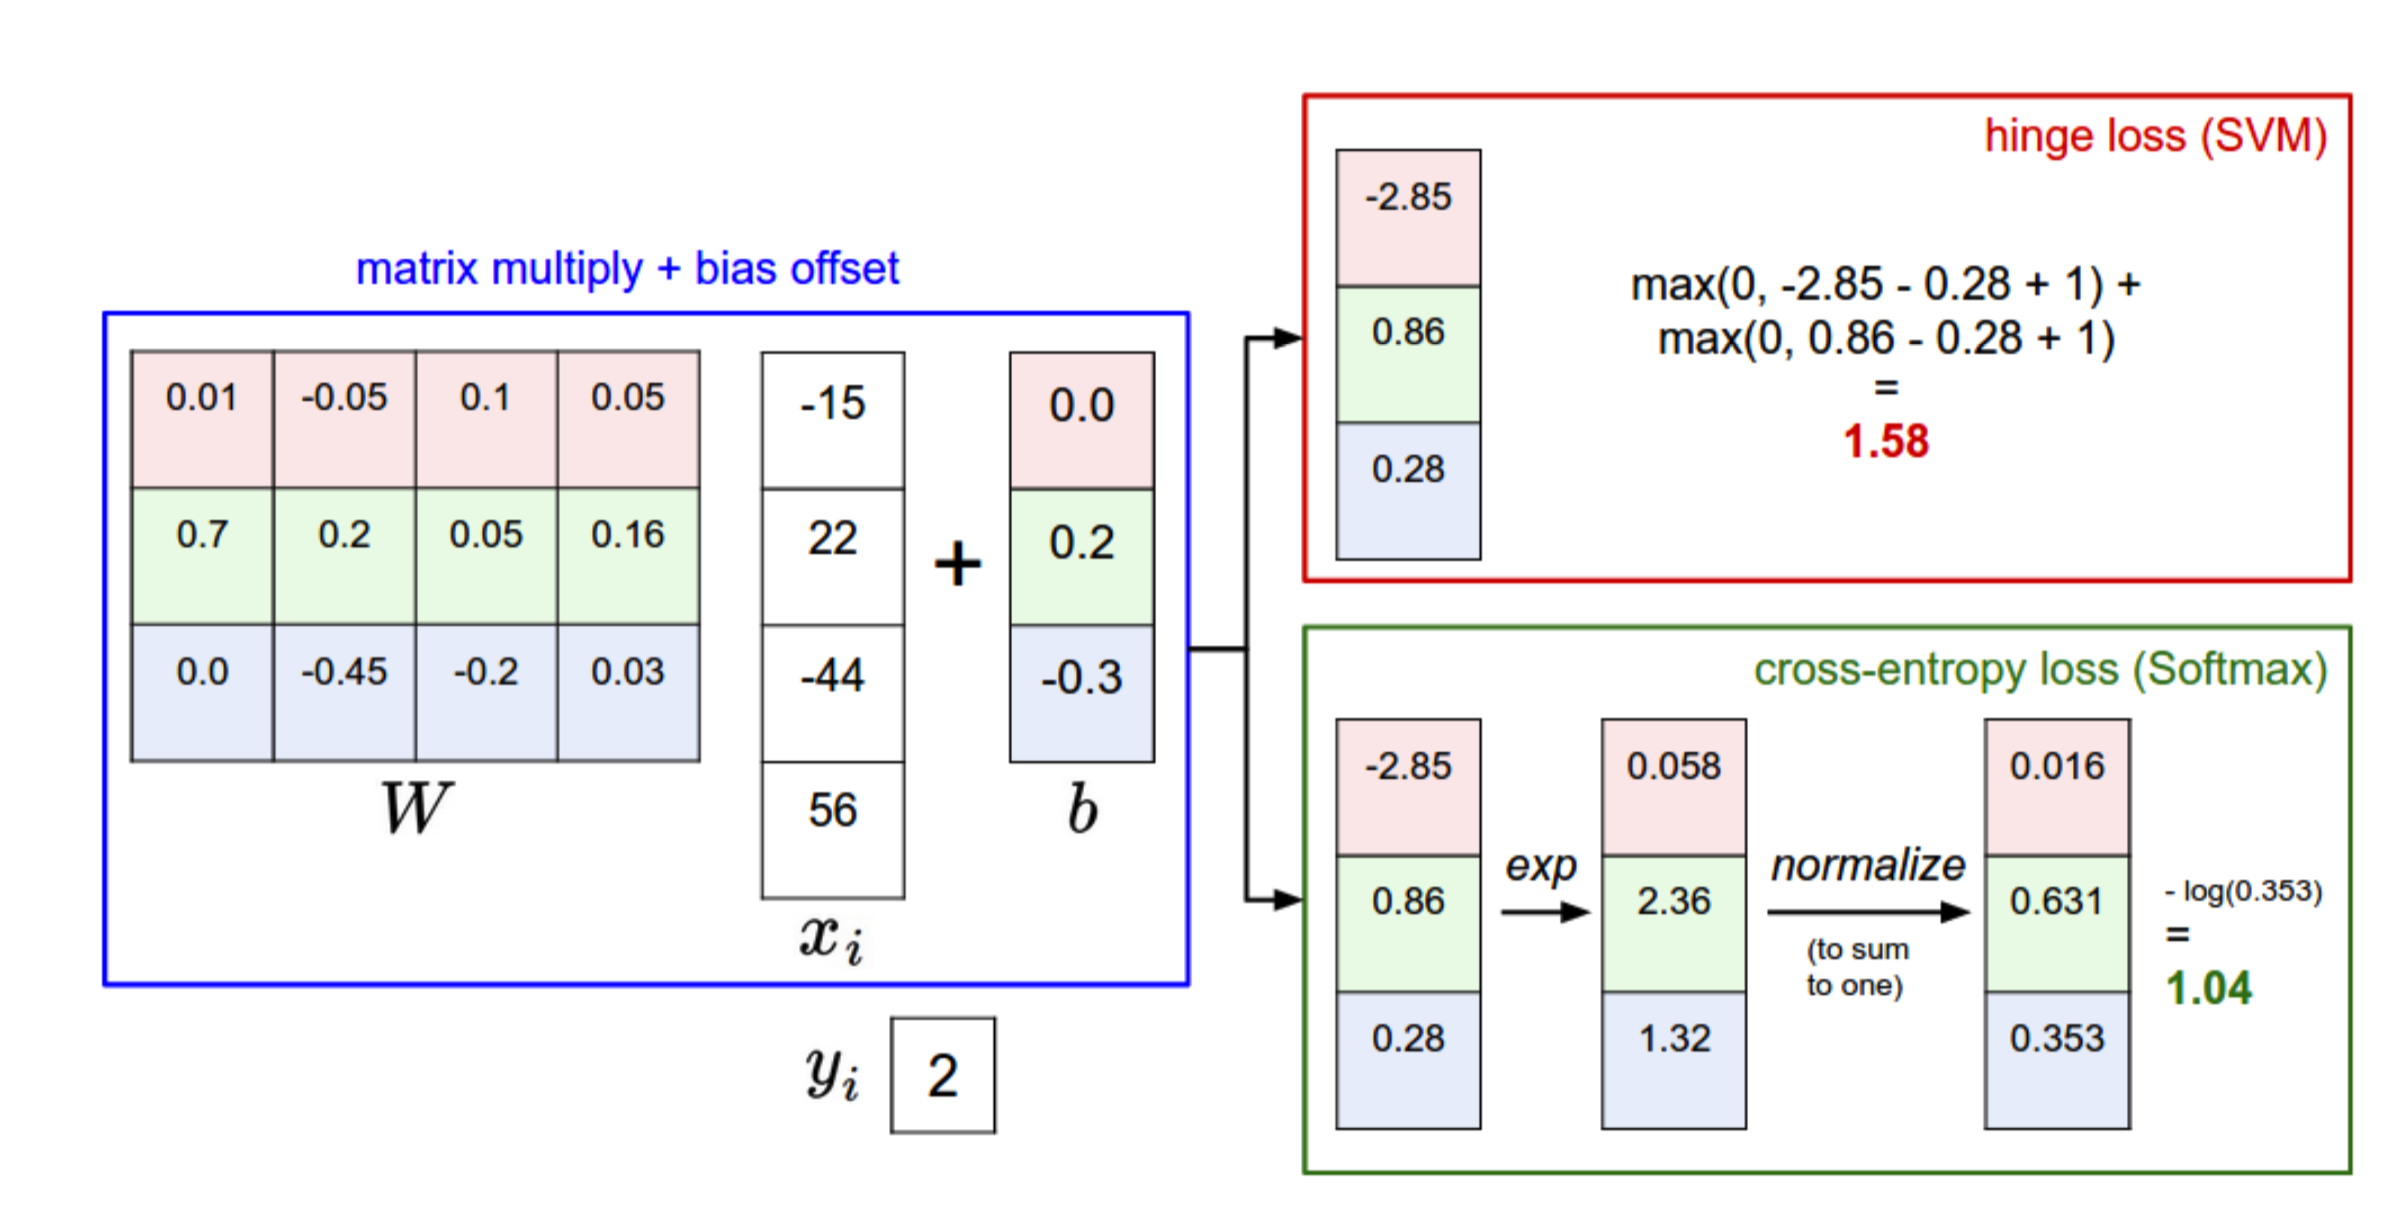 matrix multiply + bias offset
0.01 -0.05 0.1 0.05
0.7 0.2 0.05 0.16
0.0 -0.45 -0.2 0.03
W
-15
22
-44
56
x_i
+
0.0
0.2
-0.3
b
y_i 2
hinge loss (SVM)
-2.85
0.86
0.28
max(0, -2.85 - 0.28 + 1) +
max(0, 0.86 - 0.28 + 1)
=
1.58
cross-entropy loss (Softmax)
-2.85
0.86
0.28
exp
0.058
2.36
1.32
normalize
(to sum
to one)
0.016
0.631
0.353
- log(0.353)
=
1.04